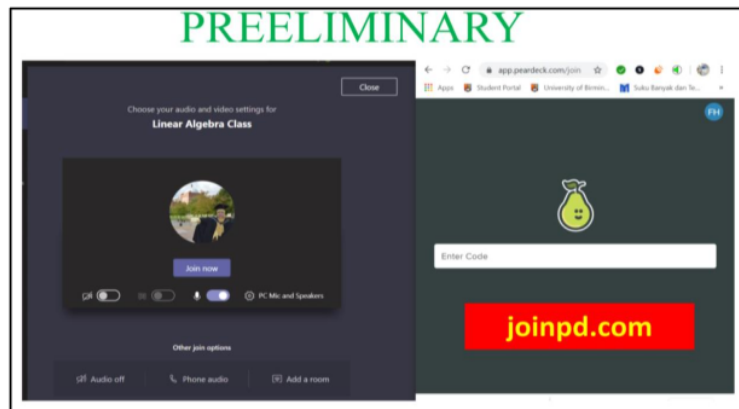 PREELIMINARY
Close
Choose your audio and video settings for
Linear Algebra Class
Join now
PC Mic and Speakers
Other join options
Audio off
Phone audio
Add a room
app.peardeck.com/join
Apps
Student Portal
University of Birmin...
Suku Banyak dan Te...
»
FH
Enter Code
joinpd.com